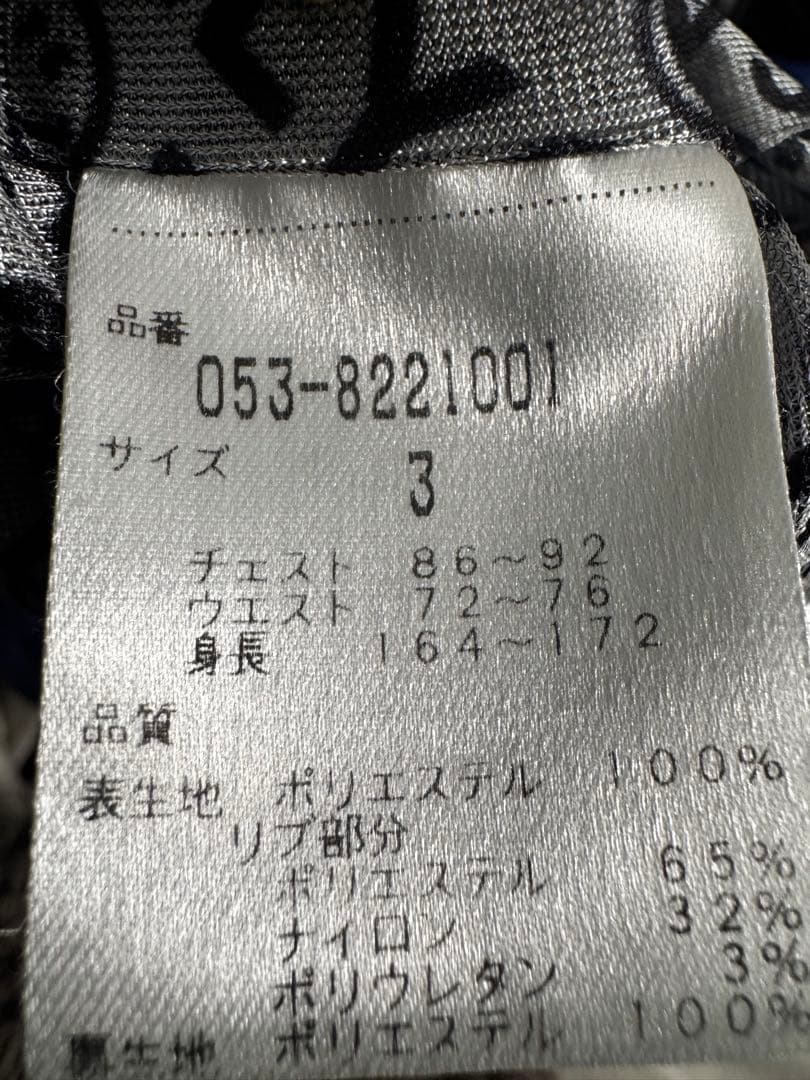 品番
053-8221001
サイズ 3
チェスト 86～92
ウエスト 72～76
身長 164～172
品質
表生地 ポリエステル 100%
リブ部分
ポリエステル 65%
ナイロン 32%
ポリウレタン 3%
裏生地 ポリエステル 100%